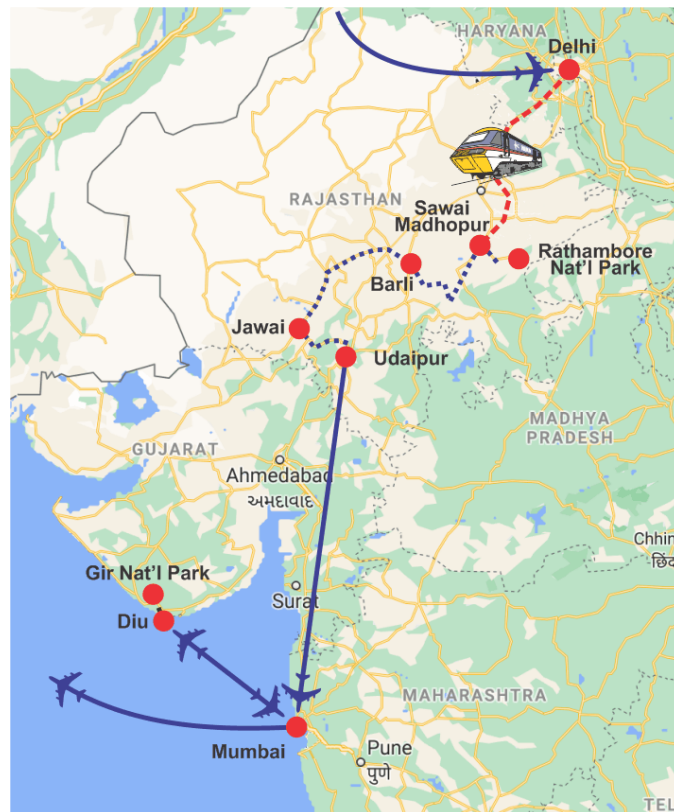 HARYANA
Delhi
RAJASTHAN
Sawai
Madhopur
Rathambore
Nat'l Park
Barli
Jawai
Udaipur
MADHYA
PRADESH
GUJARAT
Ahmedabad
અમદાવાદ
Chhin
छिंद
Gir Nat'l Park
Surat
Diu
MAHARASHTRA
Mumbai
Pune
पुणे
TEL